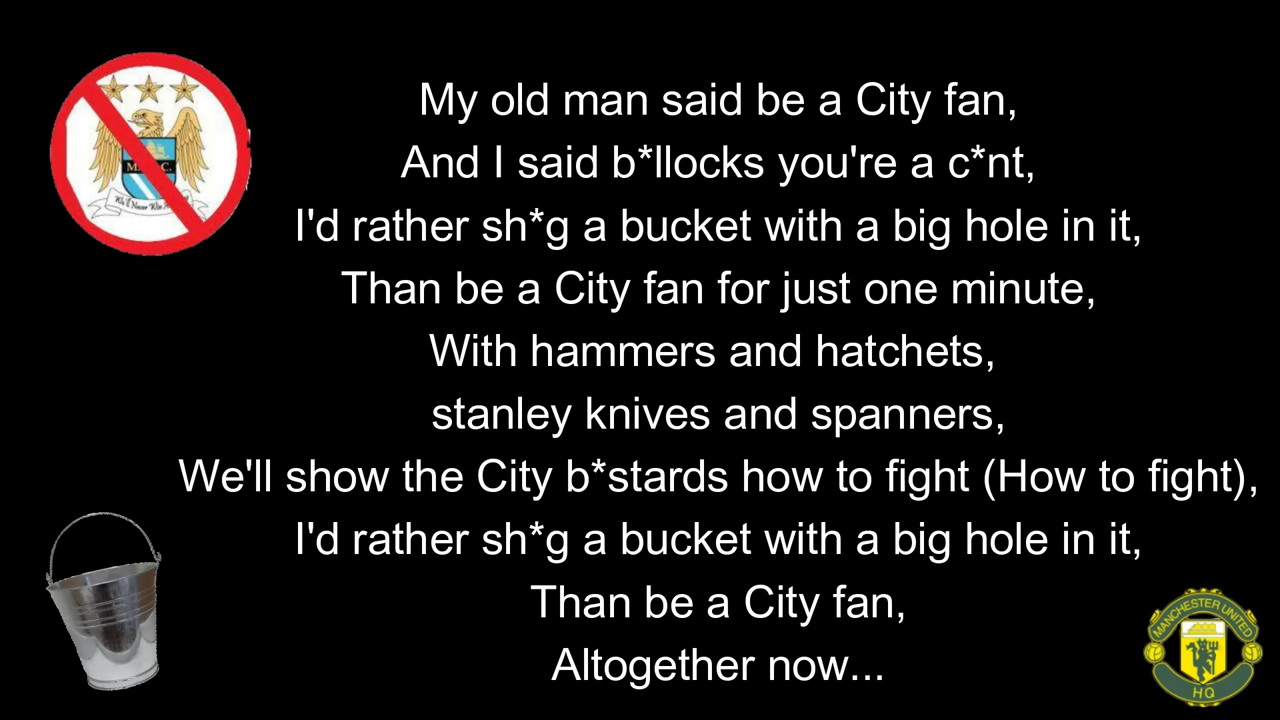 My old man said be a City fan,
And I said b*llocks you're a c*nt,
I'd rather sh*g a bucket with a big hole in it,
Than be a City fan for just one minute,
With hammers and hatchets,
stanley knives and spanners,
We'll show the City b*stards how to fight (How to fight),
I'd rather sh*g a bucket with a big hole in it,
Than be a City fan,
Altogether now...
MANCHESTER UNITED
HQ